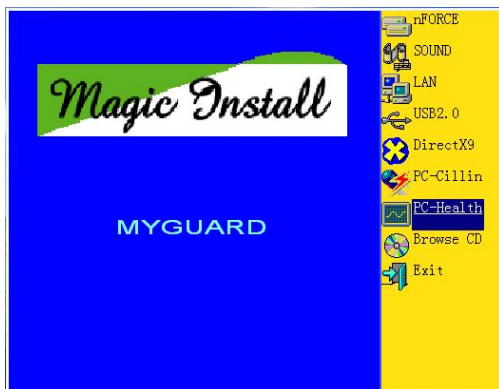 Magic Install
MYGUARD
nFORCE
SOUND
LAN
USB2.0
DirectX9
PC-Cillin
PC-Health
Browse CD
Exit